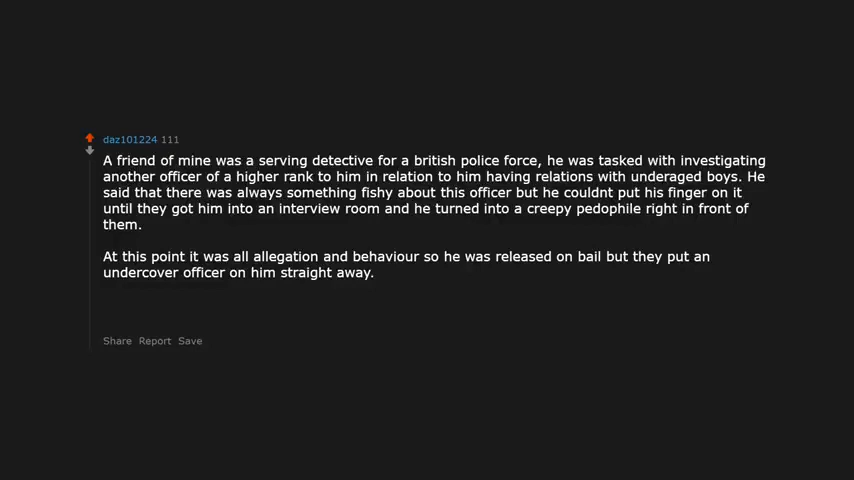 daz101224 111
A friend of mine was a serving detective for a british police force, he was tasked with investigating
another officer of a higher rank to him in relation to him having relations with underaged boys. He
said that there was always something fishy about this officer but he couldnt put his finger on it
until they got him into an interview room and he turned into a creepy pedophile right in front of
them.
At this point it was all allegation and behaviour so he was released on bail but they put an
undercover officer on him straight away.
Share Report Save